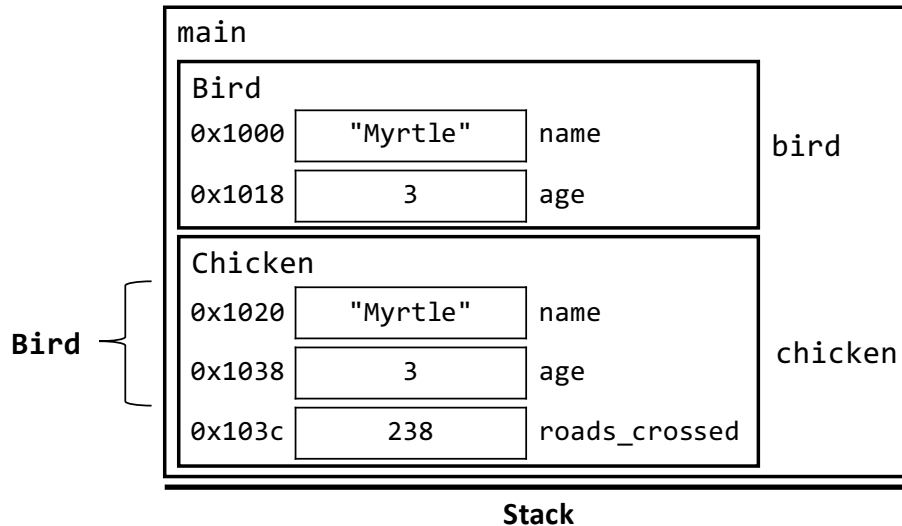 main
Bird
0x1000 "Myrtle" name
bird
0x1018 3 age
Chicken
0x1020 "Myrtle" name
Bird
chicken
0x1038 3 age
0x103c 238 roads_crossed
Stack